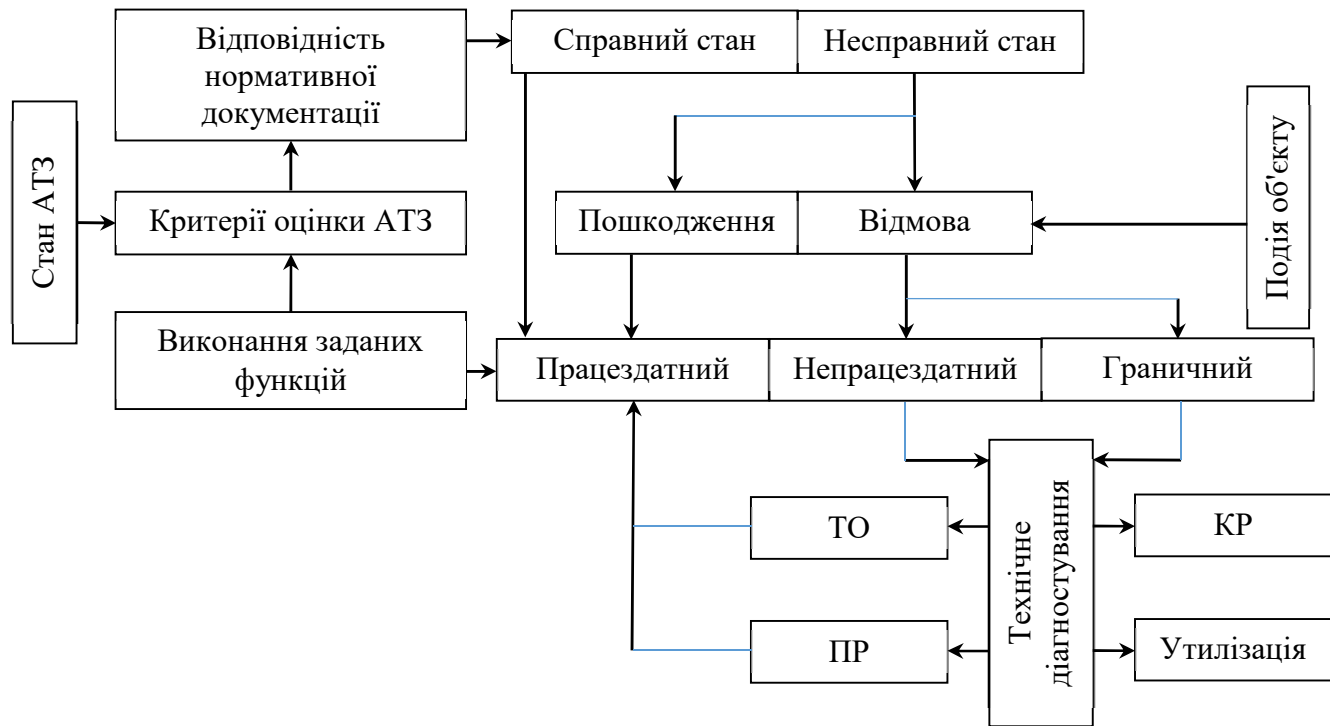 Відповідність
нормативної
документації
Справний стан
Несправний стан
Стан АТЗ
Критерії оцінки АТЗ
Пошкодження
Відмова
Подія об'єкту
Виконання заданих
функцій
Працездатний
Непрацездатний
Граничний
Технічне
діагностування
ТО
КР
ПР
Утилізація